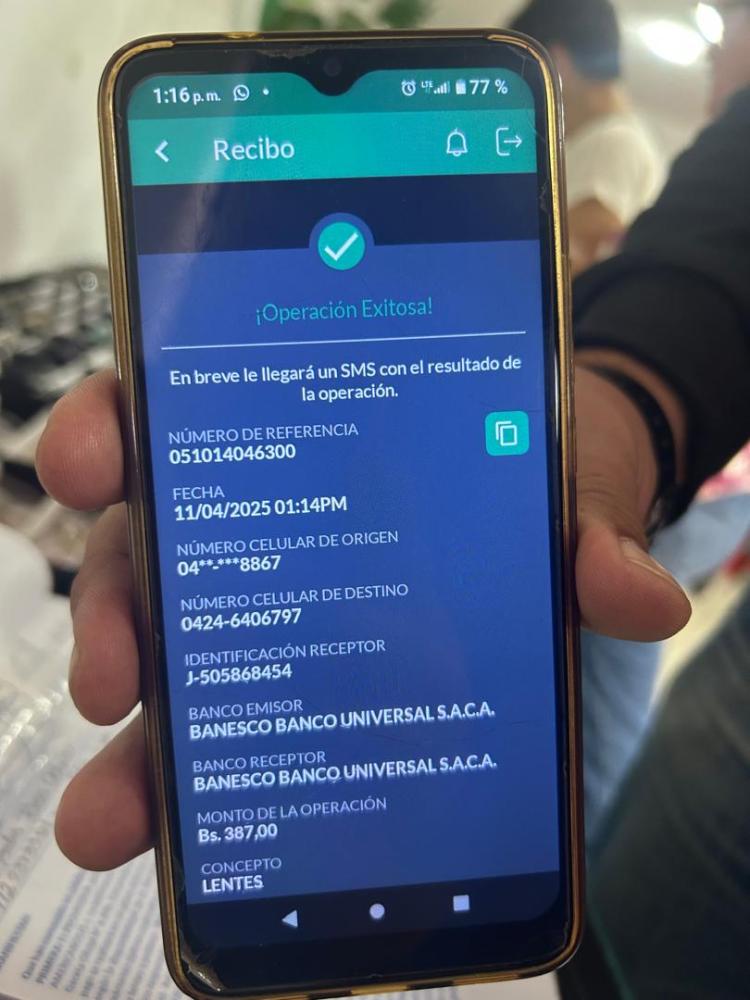 1:16 p.m.
LTE 77 %
Recibo
¡Operación Exitosa!
En breve le llegará un SMS con el resultado de
la operación.
NÚMERO DE REFERENCIA
051014046300
FECHA
11/04/2025 01:14PM
NÚMERO CELULAR DE ORIGEN
04**-***8867
NÚMERO CELULAR DE DESTINO
0424-6406797
IDENTIFICACIÓN RECEPTOR
J-505868454
BANCO EMISOR
BANESCO BANCO UNIVERSAL S.A.C.A.
BANCO RECEPTOR
BANESCO BANCO UNIVERSAL S.A.C.A.
MONTO DE LA OPERACIÓN
Bs. 387,00
CONCEPTO
LENTES